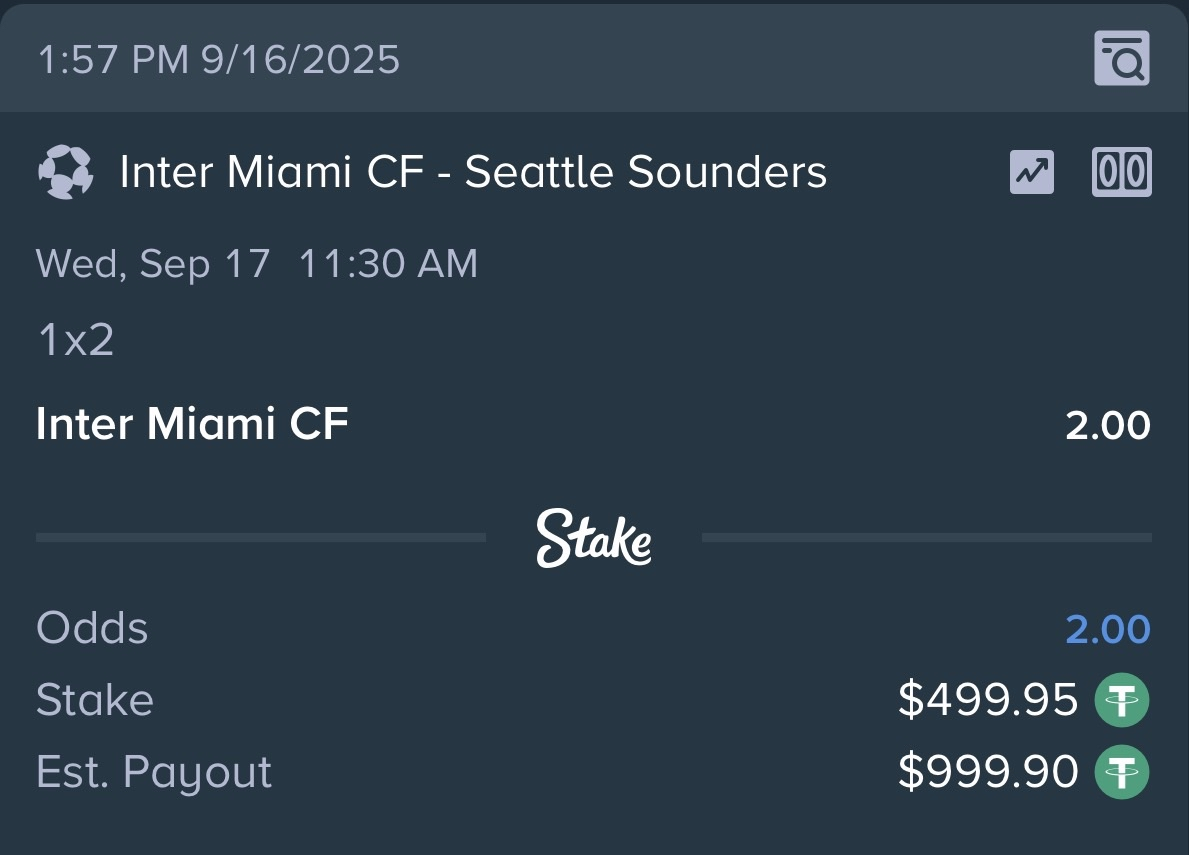 1:57 PM 9/16/2025
Inter Miami CF - Seattle Sounders
Wed, Sep 17 11:30 AM
1x2
Inter Miami CF 2.00
Stake
Odds 2.00
Stake $499.95
Est. Payout $999.90